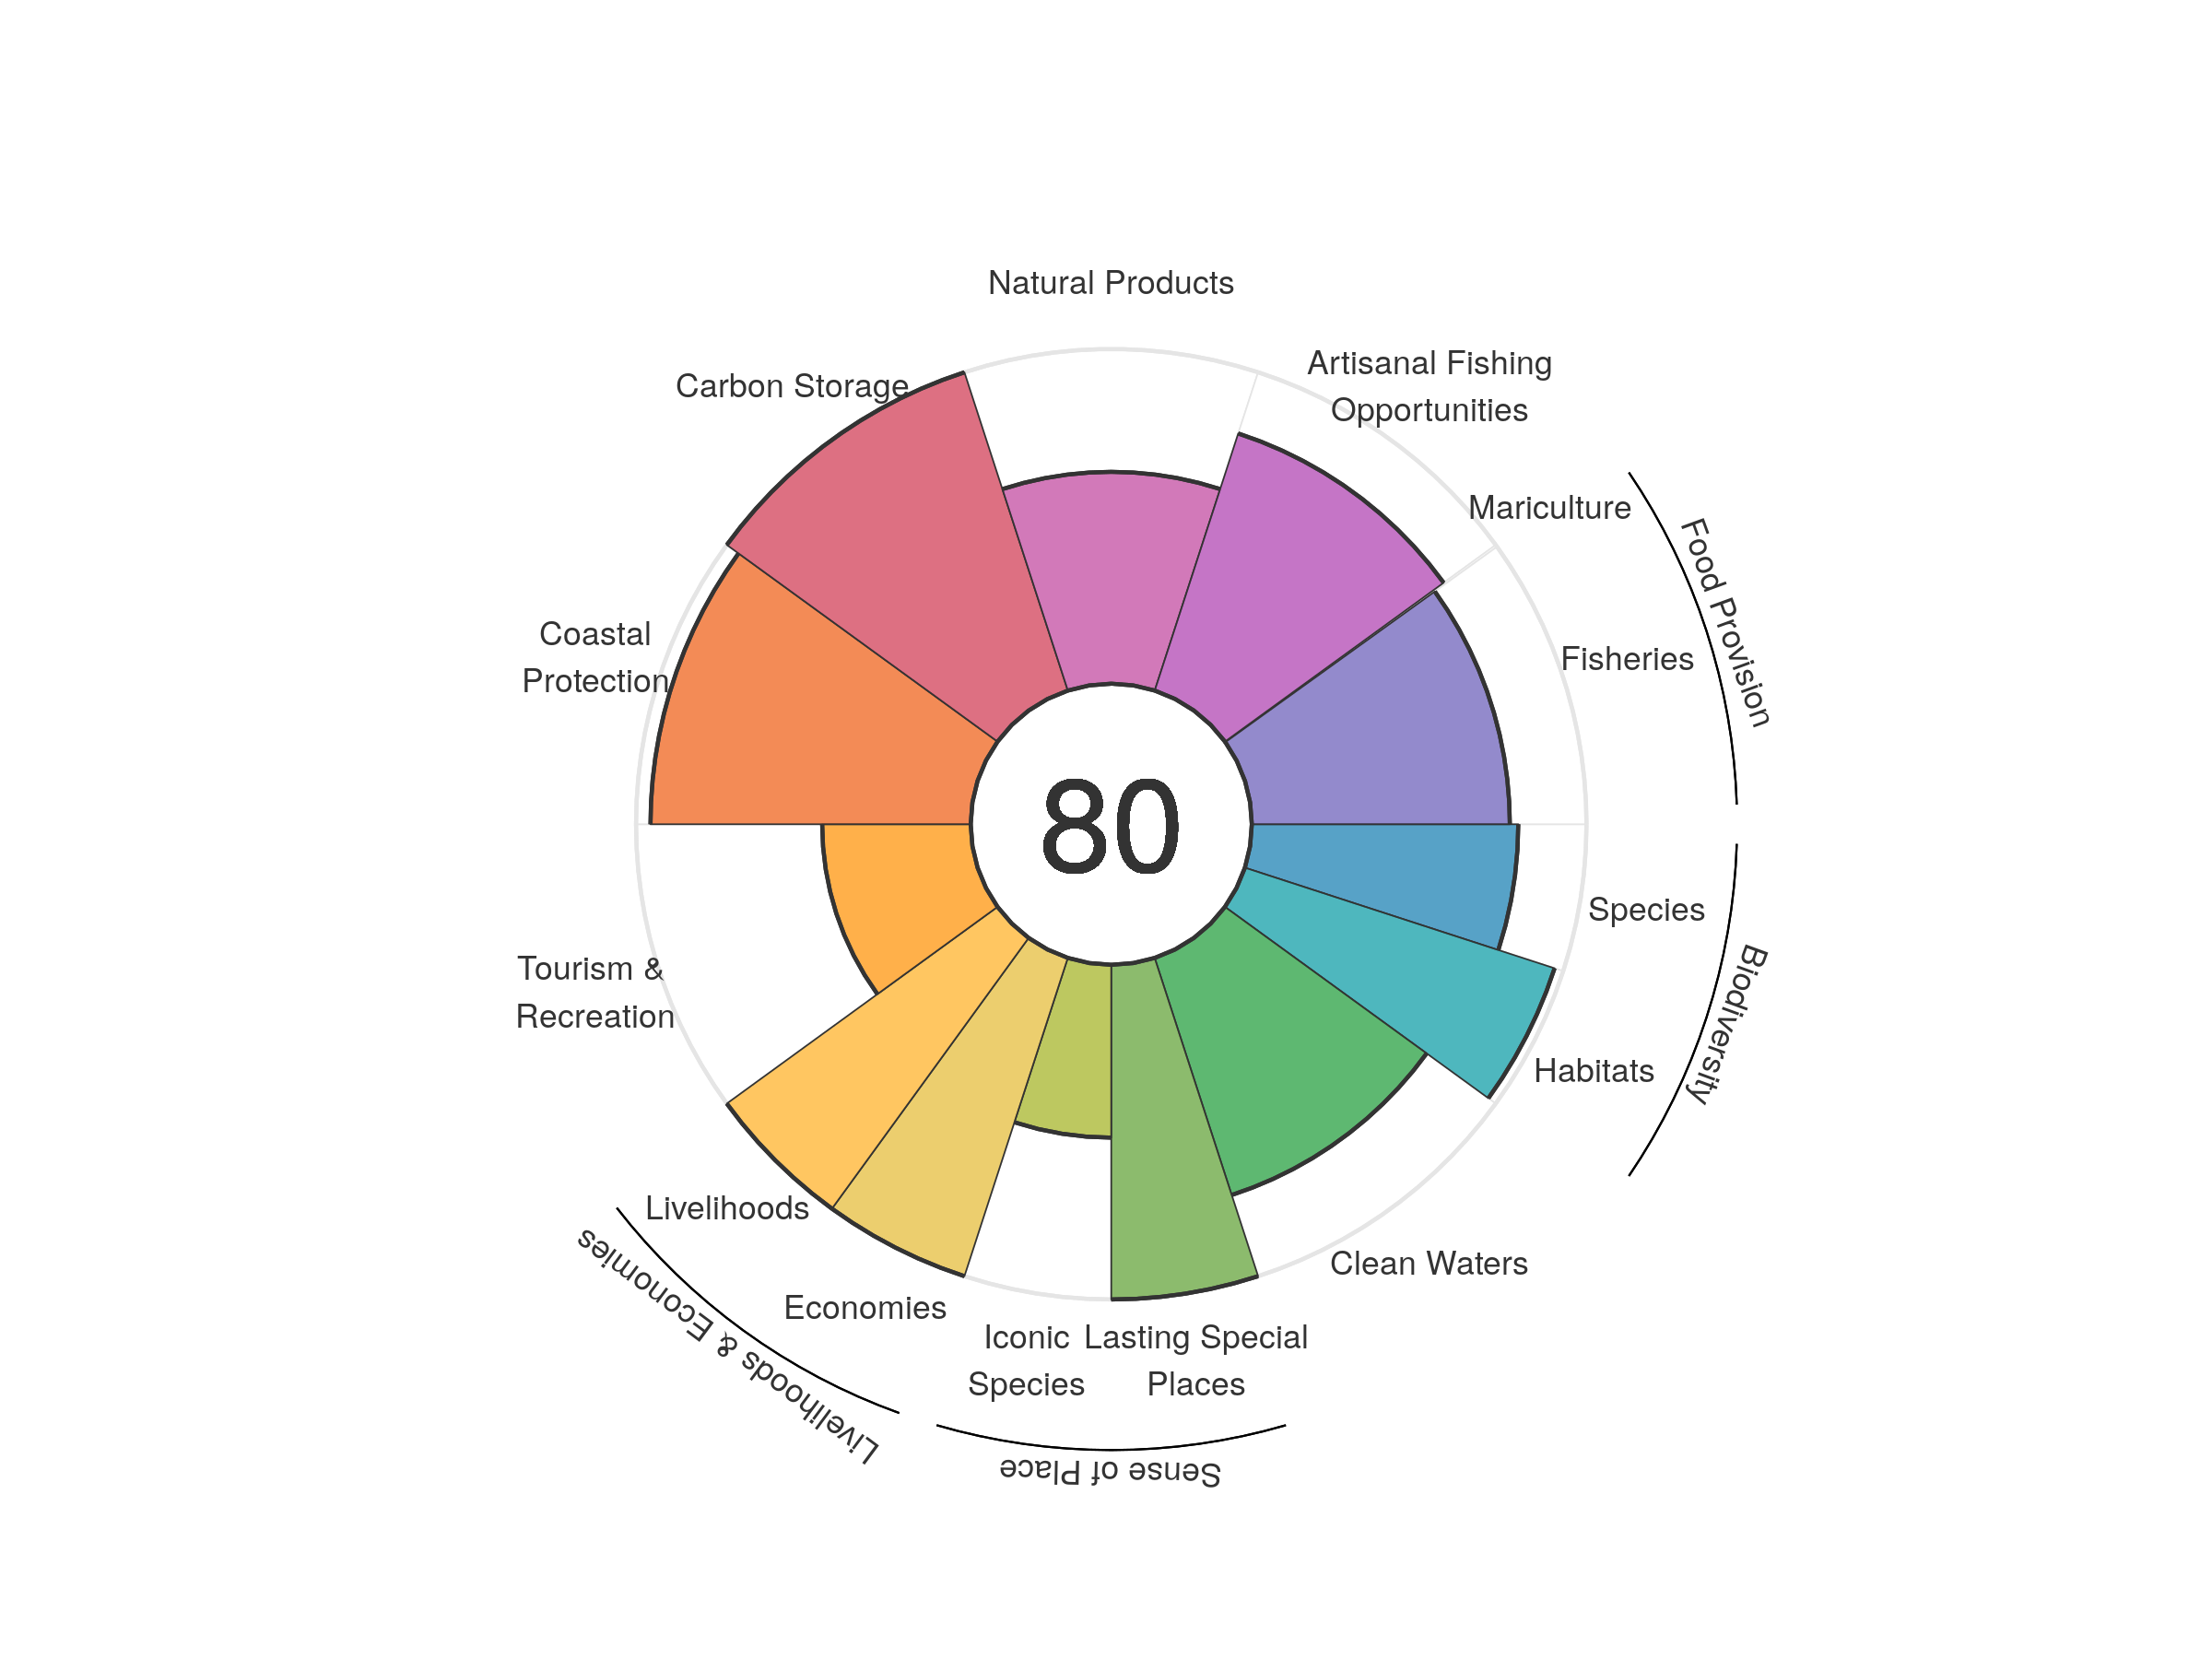 Natural Products
Artisanal Fishing
Opportunities
Carbon Storage
Mariculture
Food Provision
Fisheries
Coastal
Protection
80
Species
Biodiversity
Tourism &
Recreation
Habitats
Livelihoods
Livelihoods & Economies
Clean Waters
Economies
Iconic
Species
Lasting Special
Places
Sense of Place